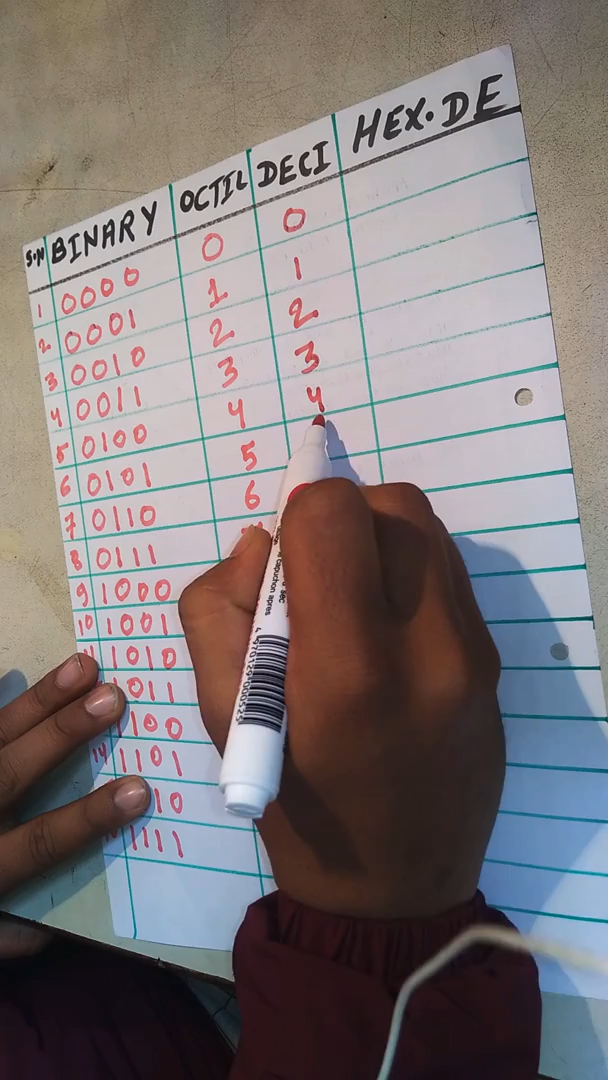 S.N BINARY OCTIL DECI HEX.DE
1 0000 0 0
2 0001 1 1
3 0010 2 2
4 0011 3 3
5 0100 4 4
6 0101 5
7 0110 6
8 0111
9 1000
10 1001
1010
1011
1100
14 1101
10
1111